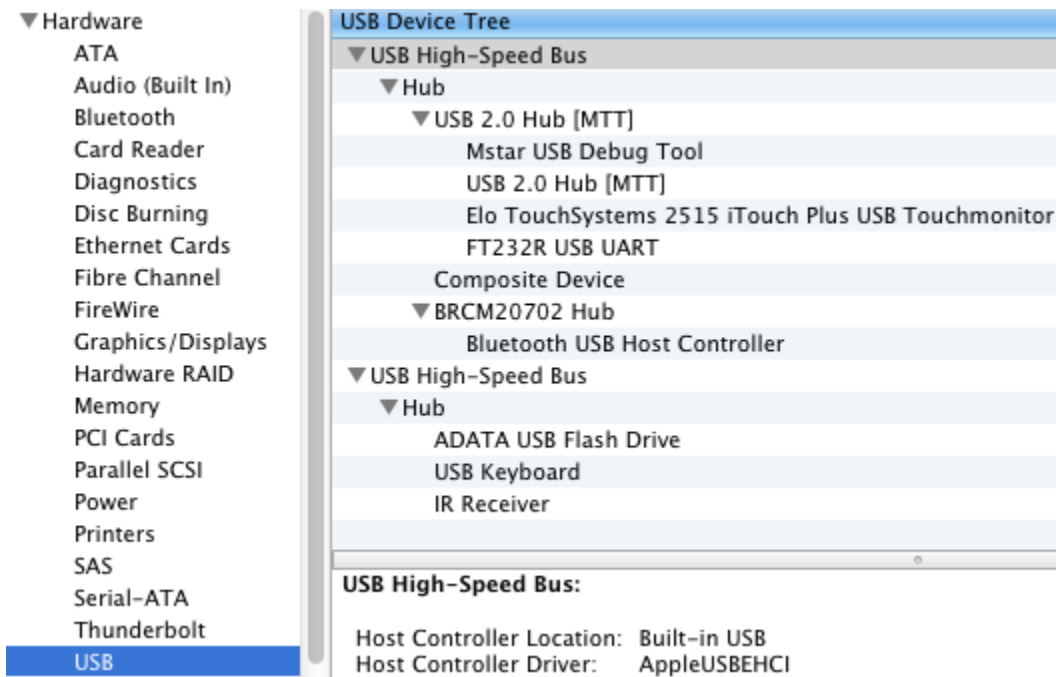 Hardware
ATA
Audio (Built In)
Bluetooth
Card Reader
Diagnostics
Disc Burning
Ethernet Cards
Fibre Channel
FireWire
Graphics/Displays
Hardware RAID
Memory
PCI Cards
Parallel SCSI
Power
Printers
SAS
Serial-ATA
Thunderbolt
USB
USB Device Tree
USB High-Speed Bus
Hub
USB 2.0 Hub [MTT]
Mstar USB Debug Tool
USB 2.0 Hub [MTT]
Elo TouchSystems 2515 iTouch Plus USB Touchmonitor
FT232R USB UART
Composite Device
BRCM20702 Hub
Bluetooth USB Host Controller
USB High-Speed Bus
Hub
ADATA USB Flash Drive
USB Keyboard
IR Receiver
USB High-Speed Bus:
Host Controller Location: Built-in USB
Host Controller Driver: AppleUSBEHCI